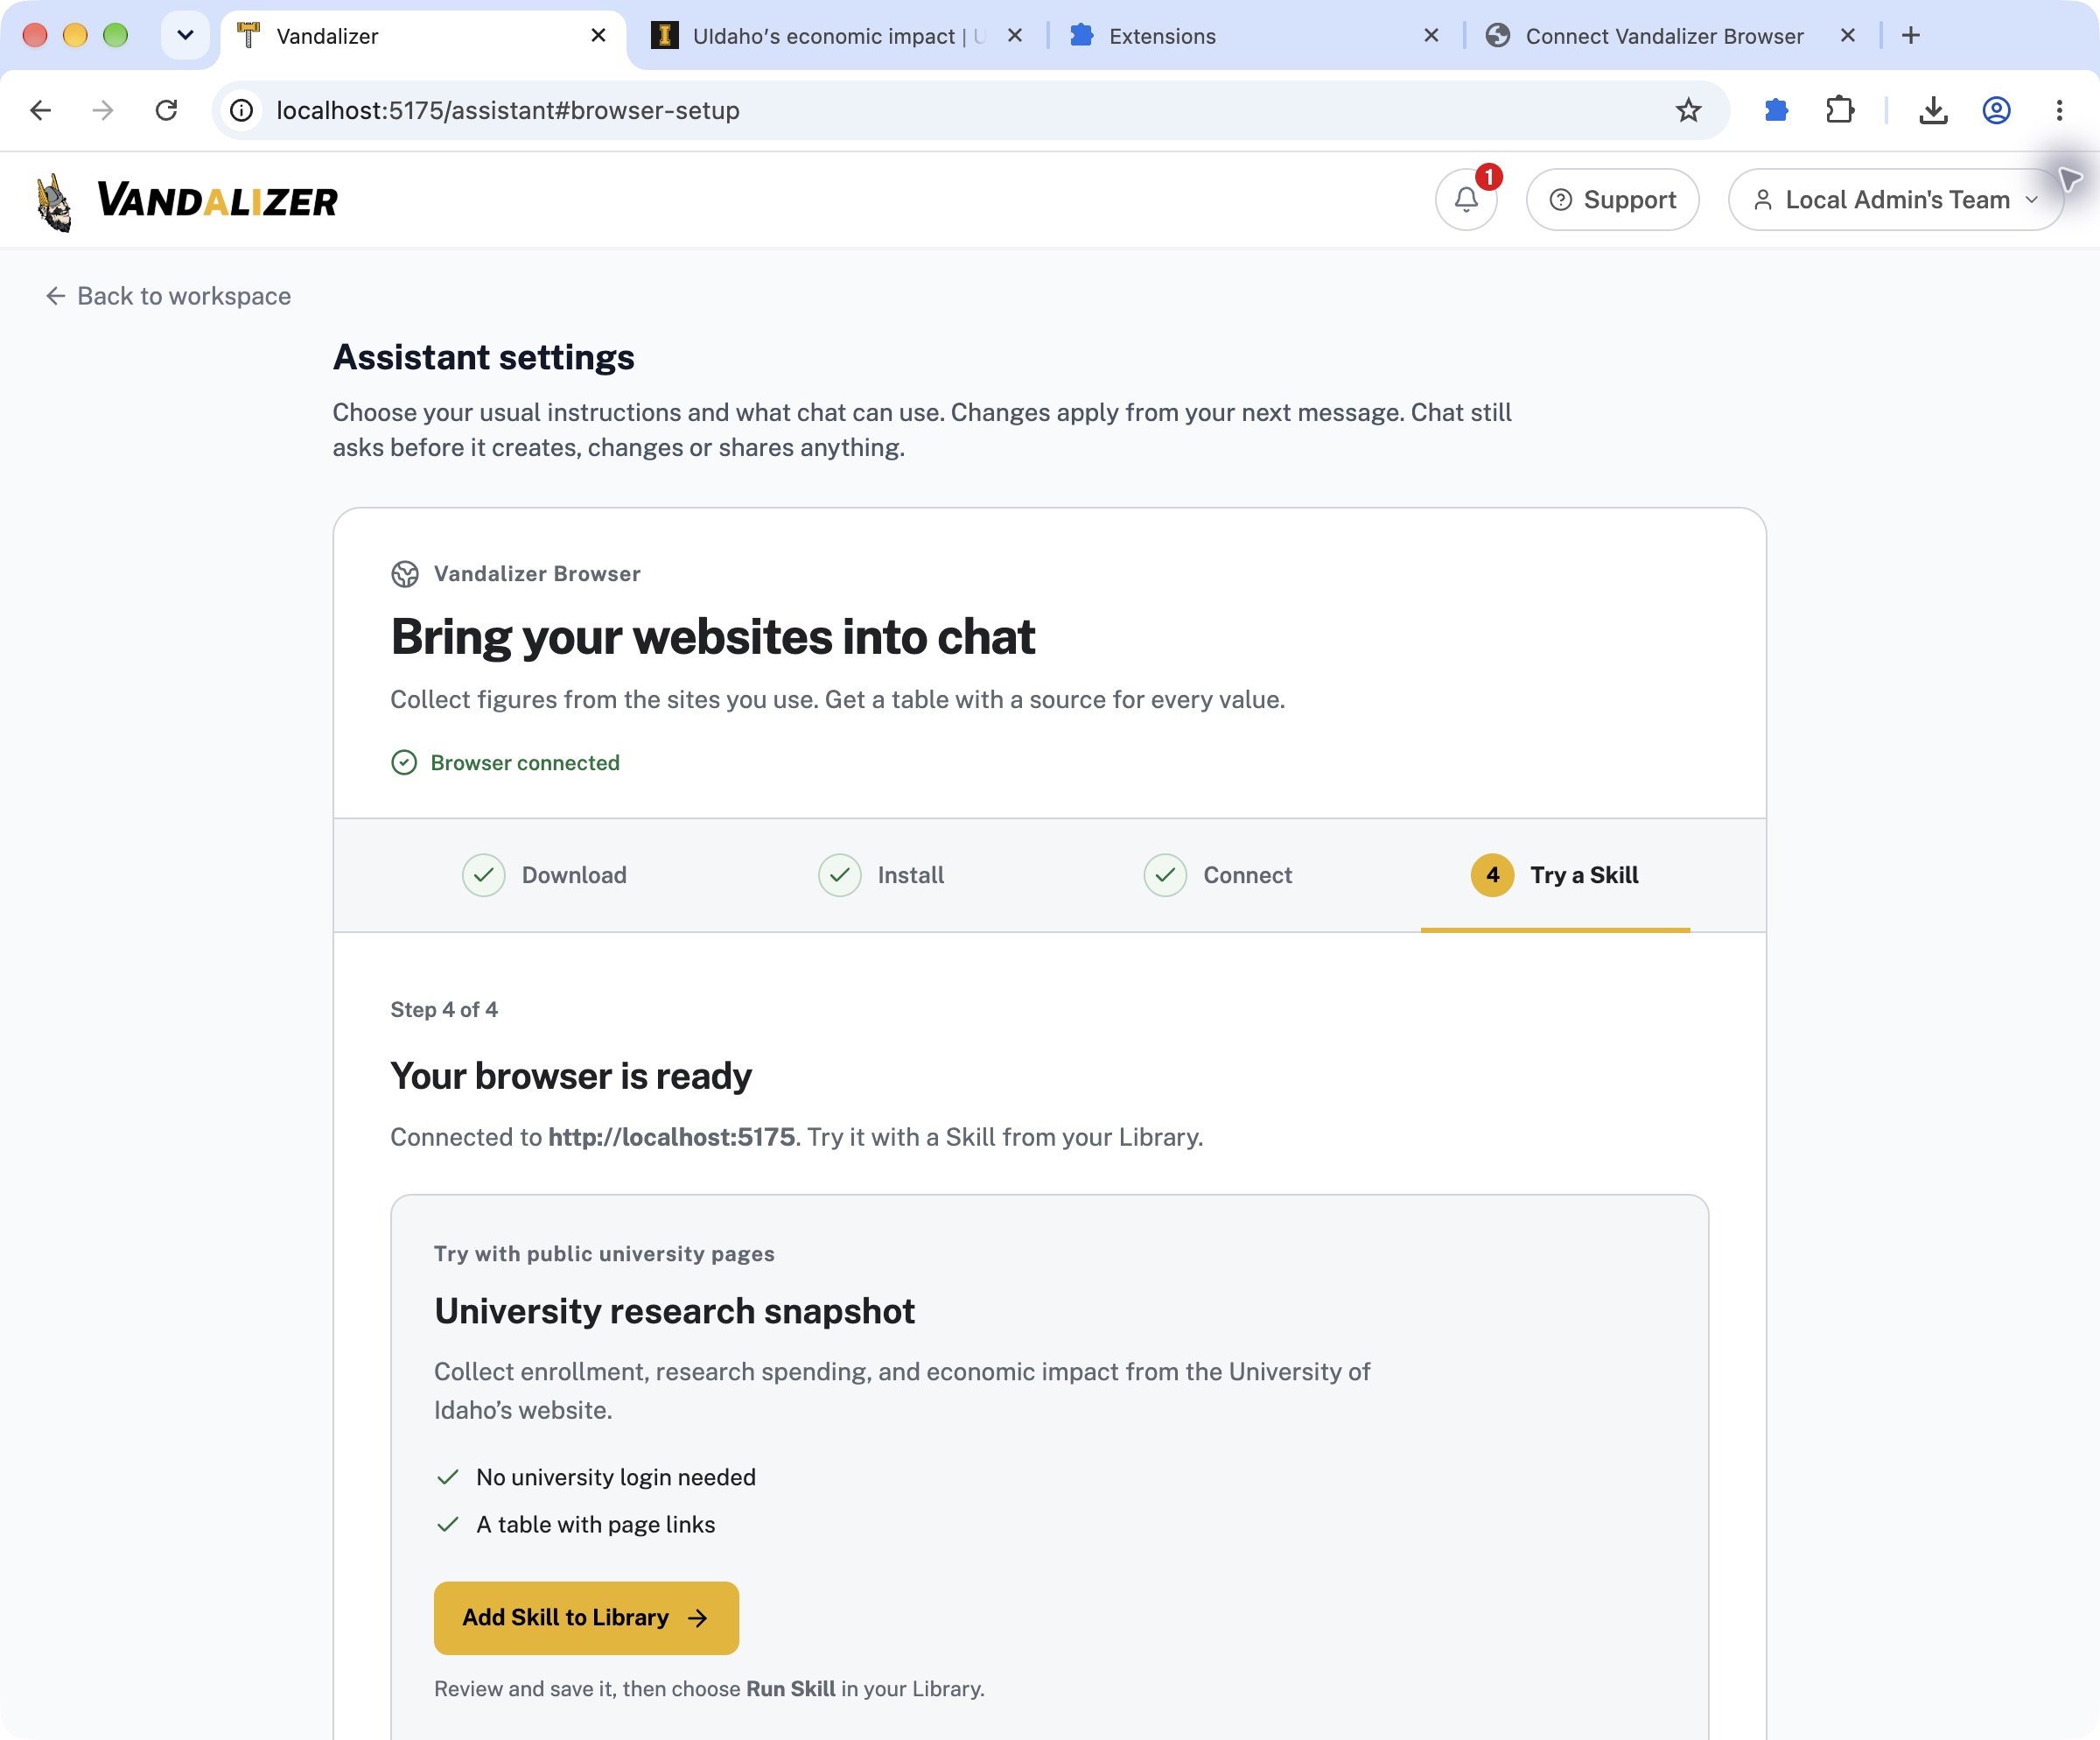 Vandalizer
UIdaho's economic impact | U
Extensions
Connect Vandalizer Browser
localhost:5175/assistant#browser-setup
VANDALIZER
1
Support
Local Admin's Team
Back to workspace
Assistant settings
Choose your usual instructions and what chat can use. Changes apply from your next message. Chat still
asks before it creates, changes or shares anything.
Vandalizer Browser
Bring your websites into chat
Collect figures from the sites you use. Get a table with a source for every value.
Browser connected
Download
Install
Connect
4 Try a Skill
Step 4 of 4
Your browser is ready
Connected to http://localhost:5175. Try it with a Skill from your Library.
Try with public university pages
University research snapshot
Collect enrollment, research spending, and economic impact from the University of
Idaho’s website.
No university login needed
A table with page links
Add Skill to Library
Review and save it, then choose Run Skill in your Library.